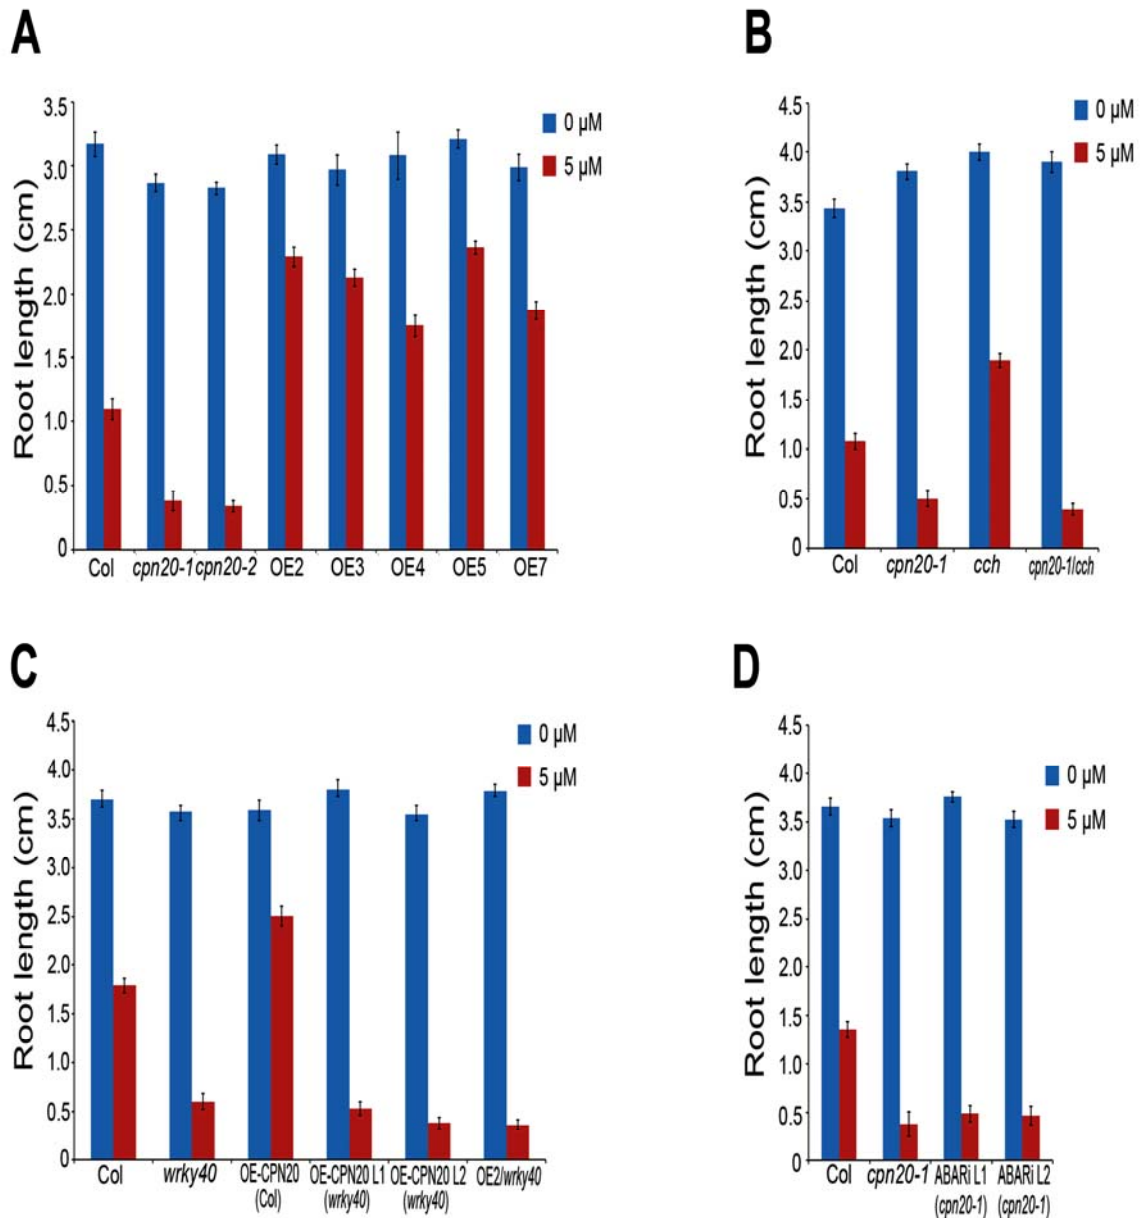 A
Root length (cm)
3.5
3.0
2.5
2.0
1.5
1.0
0.5
0
0 µM
5 µM
Col
cpn20-1
cpn20-2
OE2
OE3
OE4
OE5
OE7
B
Root length (cm)
4.5
4.0
3.5
3.0
2.5
2.0
1.5
1.0
0.5
0
0 µM
5 µM
Col
cpn20-1
cch
cpn20-1/cch
C
Root length (cm)
4.5
4.0
3.5
3.0
2.5
2.0
1.5
1.0
0.5
0
0 µM
5 µM
Col
wrky40
OE-CPN20
(Col)
OE-CPN20 L1
(wrky40)
OE-CPN20 L2
(wrky40)
OE2/wrky40
D
Root length (cm)
4.5
4.0
3.5
3.0
2.5
2.0
1.5
1.0
0.5
0
0 µM
5 µM
Col
cpn20-1
ABARi L1
(cpn20-1)
ABARi L2
(cpn20-1)